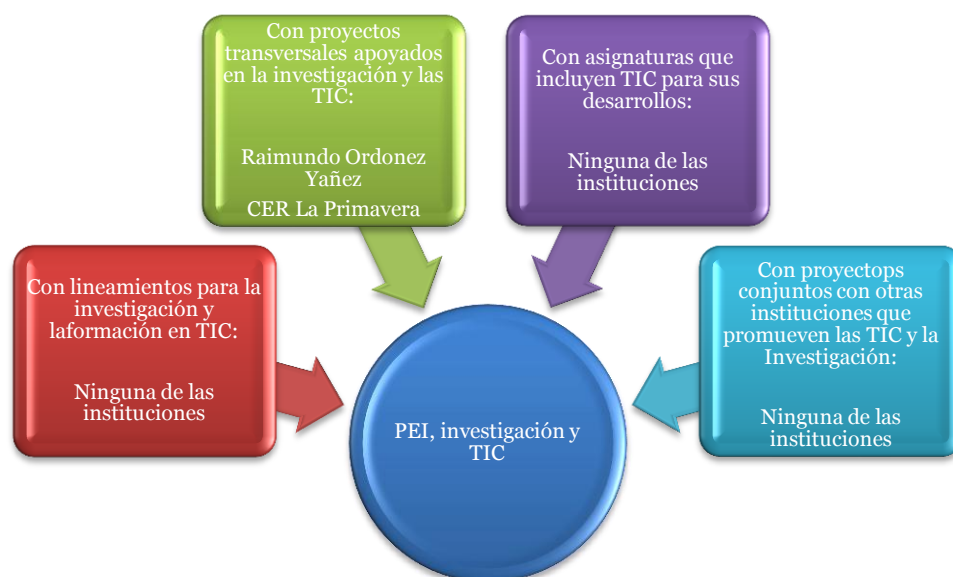 Con proyectos
transversales apoyados
en la investigación y las
TIC:
Raimundo Ordonez
Yañez
CER La Primavera
Con asignaturas que
incluyen TIC para sus
desarrollos:
Ninguna de las
instituciones
Con lineamientos para la
investigación y
laformación en TIC:
Ninguna de las
instituciones
Con proyectops
conjuntos con otras
instituciones que
promueven las TIC y la
Investigación:
Ninguna de las
instituciones
PEI, investigación y
TIC